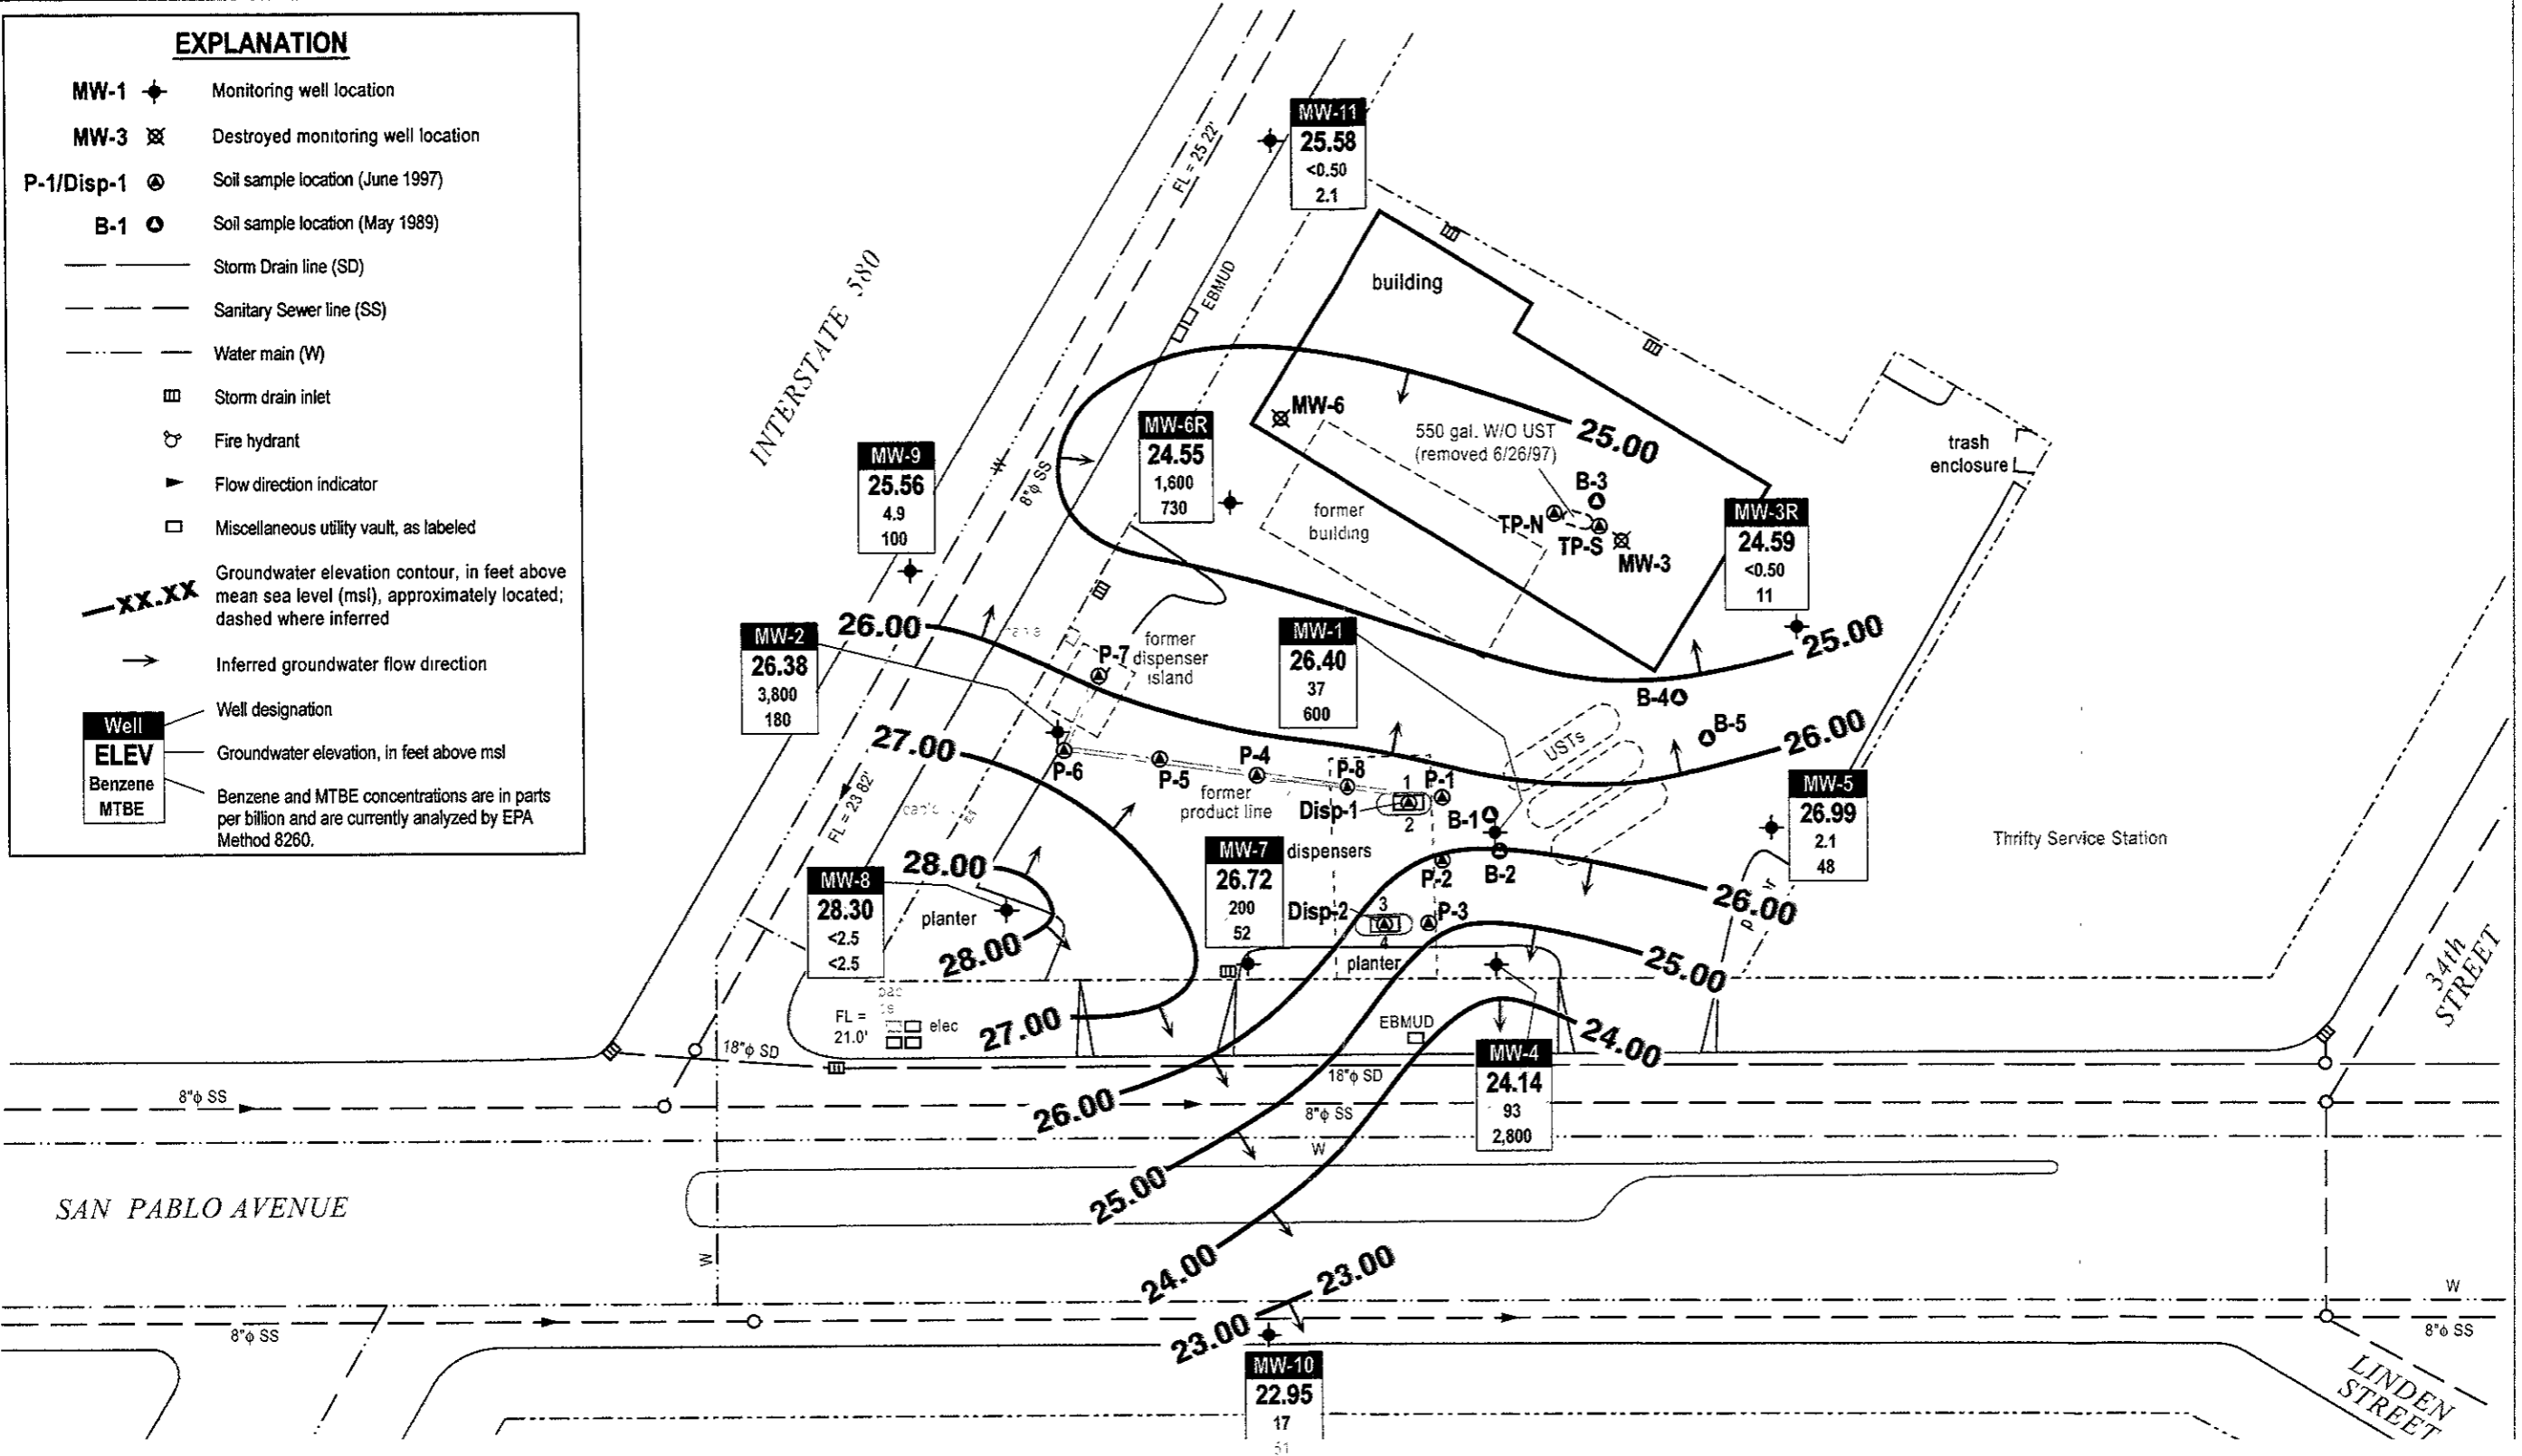 EXPLANATION
MW-1 Monitoring well location
MW-3 Destroyed monitoring well location
P-1/Disp-1 Soil sample location (June 1997)
B-1 Soil sample location (May 1989)
Storm Drain line (SD)
Sanitary Sewer line (SS)
Water main (W)
Storm drain inlet
Fire hydrant
Flow direction indicator
Miscellaneous utility vault, as labeled
XX.XX Groundwater elevation contour, in feet above
mean sea level (msl), approximately located;
dashed where inferred
Inferred groundwater flow direction
Well
ELEV
Benzene
MTBE
Well designation
Groundwater elevation, in feet above msl
Benzene and MTBE concentrations are in parts
per billion and are currently analyzed by EPA
Method 8260.
INTERSTATE 580
FL = 25 22'
EBMUD
W
8"ϕ SS
MW-11
25.58
<0.50
2.1
building
MW-6
MW-6R
24.55
1,600
730
550 gal. W/O UST
(removed 6/26/97)
25.00
B-3
TP-N
TP-S
MW-3
former
building
trash
enclosure
MW-3R
24.59
<0.50
11
25.00
MW-9
25.56
4.9
100
26.00
MW-2
26.38
3,800
180
P-7
former
dispenser
island
MW-1
26.40
37
600
B-4
B-5
USTs
26.00
27.00
P-6
P-5
P-4
P-8
former
product line
1
P-1
Disp-1
2
B-1
MW-5
26.99
2.1
48
Thrifty Service Station
FL = 23 82'
28.00
MW-8
28.30
<2.5
<2.5
planter
28.00
MW-7
26.72
200
52
dispensers
P-2
B-2
26.00
Disp-2
3
4
P-3
planter
25.00
34th
STREET
FL =
21.0'
elec
27.00
EBMUD
24.00
18"ϕ SD
18"ϕ SD
MW-4
24.14
93
2,800
8"ϕ SS
26.00
8"ϕ SS
W
25.00
SAN PABLO AVENUE
W
24.00
23.00
23.00
W
8"ϕ SS
8"ϕ SS
MW-10
22.95
17
LINDEN
STREET